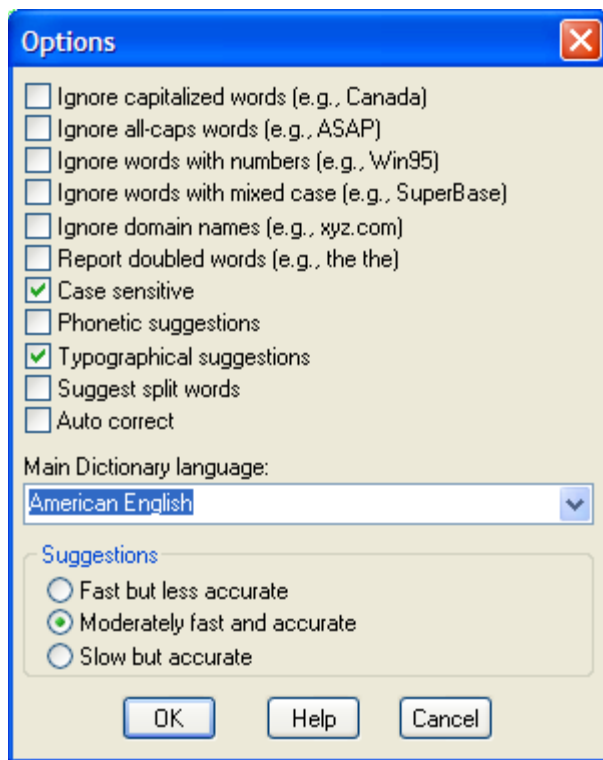 Options
Ignore capitalized words (e.g., Canada)
Ignore all-caps words (e.g., ASAP)
Ignore words with numbers (e.g., Win95)
Ignore words with mixed case (e.g., SuperBase)
Ignore domain names (e.g., xyz.com)
Report doubled words (e.g., the the)
Case sensitive
Phonetic suggestions
Typographical suggestions
Suggest split words
Auto correct
Main Dictionary language:
American English
Suggestions
Fast but less accurate
Moderately fast and accurate
Slow but accurate
OK Help Cancel